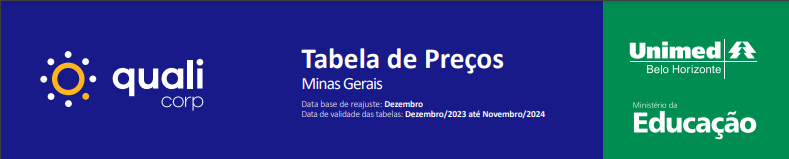 quali
corp
Tabela de Preços
Minas Gerais
Data base de reajuste: Dezembro
Data de validade das tabelas: Dezembro/2023 até Novembro/2024
Unimed
Belo Horizonte
Ministério da
Educação